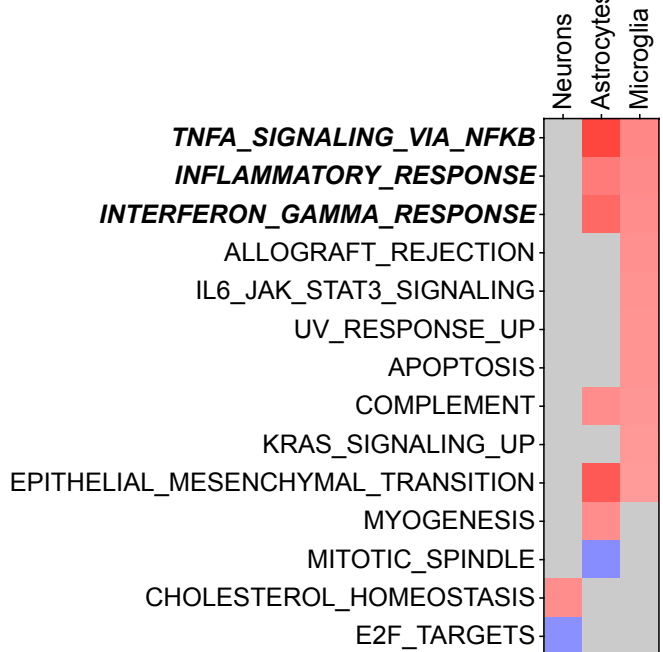 Neurons
Astrocytes
Microglia
TNFA_SIGNALING_VIA_NFKB
INFLAMMATORY_RESPONSE
INTERFERON_GAMMA_RESPONSE
ALLOGRAFT_REJECTION
IL6_JAK_STAT3_SIGNALING
UV_RESPONSE_UP
APOPTOSIS
COMPLEMENT
KRAS_SIGNALING_UP
EPITHELIAL_MESENCHYMAL_TRANSITION
MYOGENESIS
MITOTIC_SPINDLE
CHOLESTEROL_HOMEOSTASIS
E2F_TARGETS